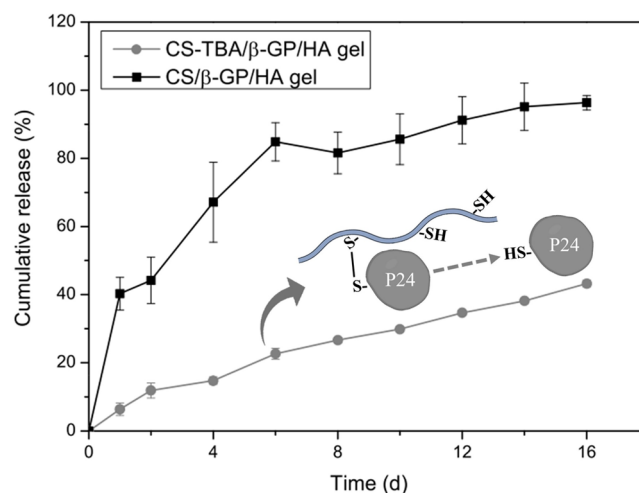 120
100
80
60
40
20
0
Cumulative release (%)
CS-TBA/β-GP/HA gel
CS/β-GP/HA gel
-SH
-SH
S-
S-
P24
HS-
P24
0
4
8
12
16
Time (d)